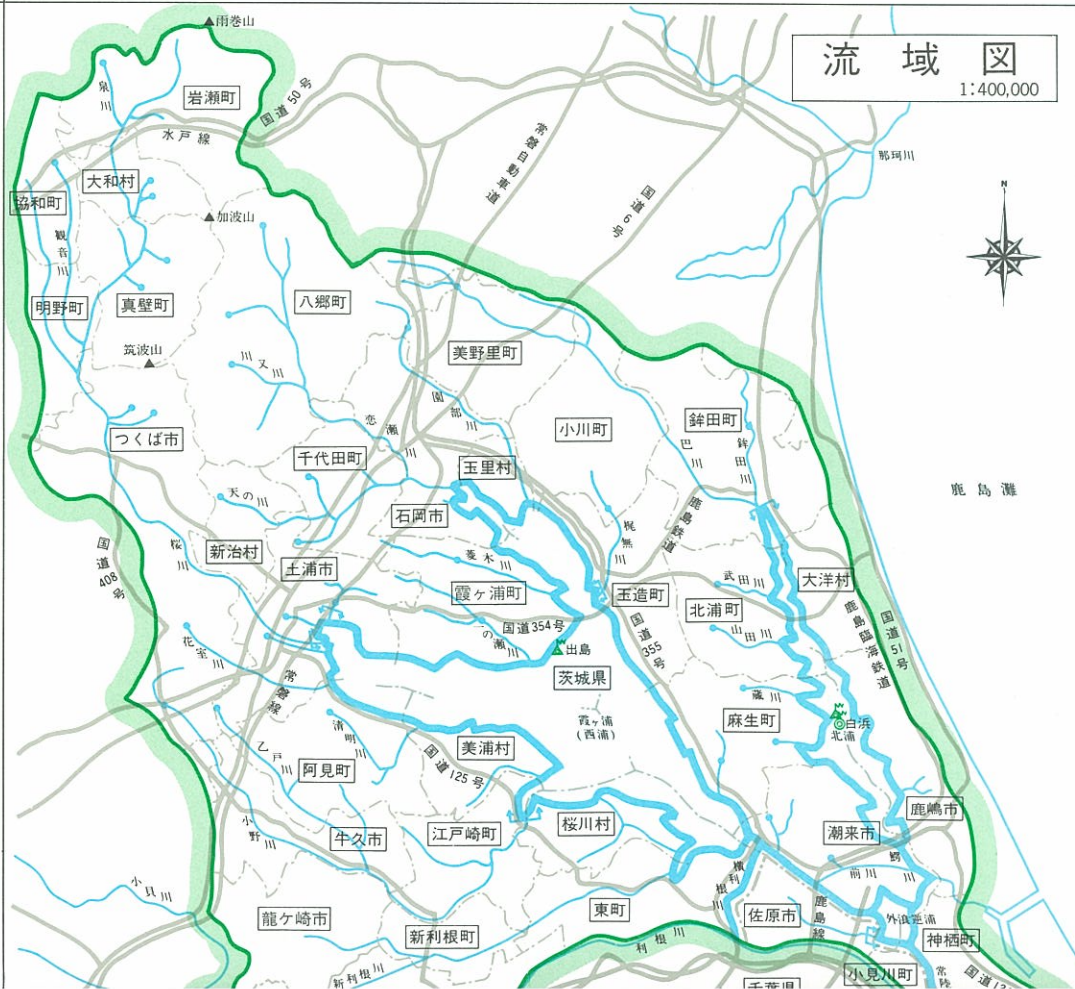 雨巻山
流域図
1:400,000
泉川
岩瀬町
国道50号
水戸線
常磐自動車道
那珂川
大和村
国道6号
N
協和町
加波山
観音川
明野町
真壁町
八郷町
筑波山
美野里町
川又川
園部川
小川町
鉾田町
恋瀬川
巴川
鉾田川
つくば市
千代田町
玉里村
天の川
石岡市
鹿島灘
鹿島鉄道
梶無川
国道408号
桜川
新治村
菱木川
土浦市
霞ヶ浦町
玉造町
武田川
大洋村
北浦町
国道354号
一の瀬川
山田川
国道355号
鹿島臨海鉄道
国道51号
花室川
出島
茨城県
蔵川
常磐線
霞ヶ浦
(西浦)
麻生町
白浜
北浦
清明川
美浦村
乙戸川
国道125号
阿見町
鹿嶋市
小野川
牛久市
江戸崎町
桜川村
潮来市
鰐川
前川
小貝川
横利根川
東町
佐原市
鹿島線
外浪逆浦
龍ケ崎市
新利根町
利根川
神栖町
新利根川
小見川町
常陸
千葉県
国道12